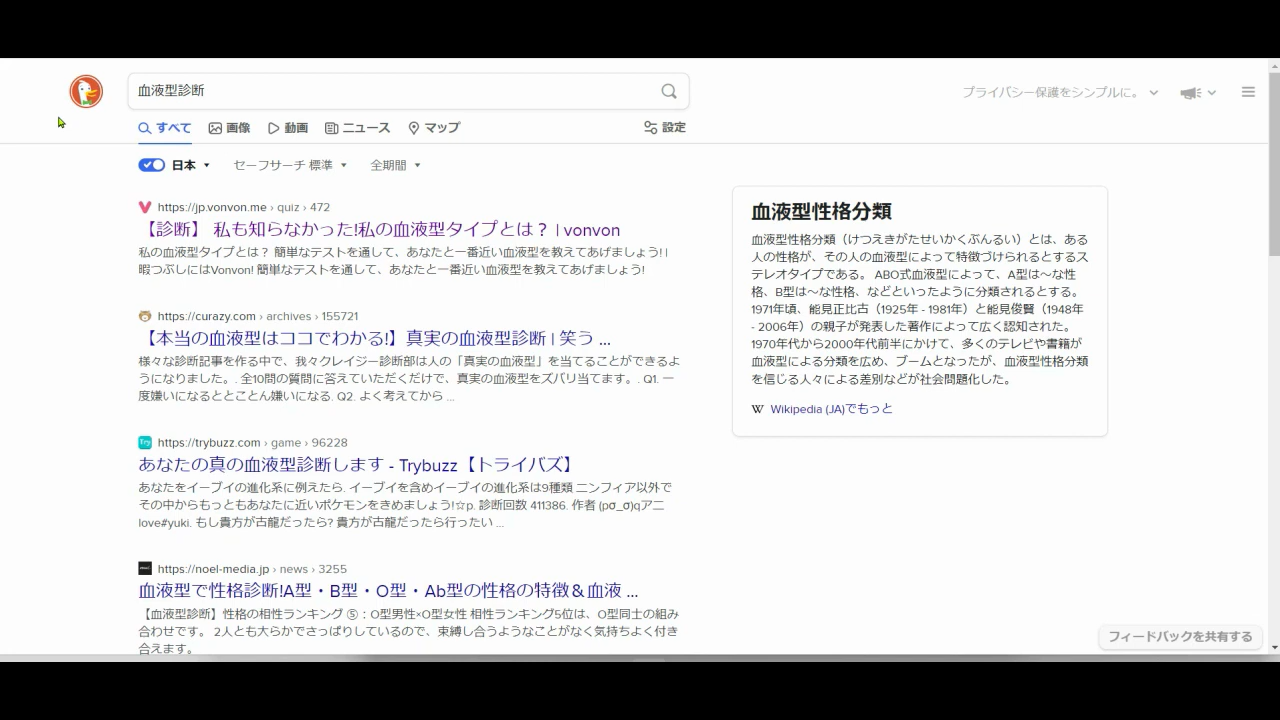 血液型診断
プライバシー保護をシンプルに。
すべて 画像 動画 ニュース マップ 設定
日本 セーフサーチ 標準 全期間
https://jp.vonvon.me › quiz › 472
【診断】 私も知らなかった!私の血液型タイプとは？ | vonvon
私の血液型タイプとは？ 簡単なテストを通して、あなたと一番近い血液型を教えてあげましょう! |
暇つぶしにはVonvon! 簡単なテストを通して、あなたと一番近い血液型を教えてあげましょう!
https://curazy.com › archives › 155721
【本当の血液型はココでわかる!】真実の血液型診断 | 笑う ...
様々な診断記事を作る中で、我々クレイジー診断部は人の「真実の血液型」を当てることができるよ
うになりました。. 全10問の質問に答えていただくだけで、真実の血液型をズバリ当てます。. Q1. 一
度嫌いになるととことん嫌いになる. Q2. よく考えてから ...
Try
https://trybuzz.com › game › 96228
あなたの真の血液型診断します - Trybuzz【トライバズ】
あなたをイーブイの進化系に例えたら. イーブイを含めイーブイの進化系は9種類 ニンフィア以外で
その中からもっともあなたに近いポケモンをきめましょう!☆p. 診断回数 411386. 作者 (pσ_σ)qアニ
love#yuki. もし貴方が古龍だったら? 貴方が古龍だったら行ったい ...
https://noel-media.jp › news › 3255
血液型で性格診断!A型・B型・O型・Ab型の性格の特徴＆血液 ...
【血液型診断】性格の相性ランキング ⑤：O型男性×O型女性 相性ランキング5位は、O型同士の組み
合わせです。 2人とも大らかでさっぱりしているので、束縛し合うようなことがなく気持ちよく付き
合えます。
血液型性格分類
血液型性格分類（けつえきがたせいかくぶんるい）とは、ある
人の性格が、その人の血液型によって特徴づけられるとするス
テレオタイプである。 ABO式血液型によって、A型は〜な性
格、B型は〜な性格、などといったように分類されるとする。
1971年頃、能見正比古（1925年 - 1981年）と能見俊賢（1948年
- 2006年）の親子が発表した著作によって広く認知された。
1970年代から2000年代前半にかけて、多くのテレビや書籍が
血液型による分類を広め、ブームとなったが、血液型性格分類
を信じる人々による差別などが社会問題化した。
W Wikipedia (JA)でもっと
フィードバックを共有する